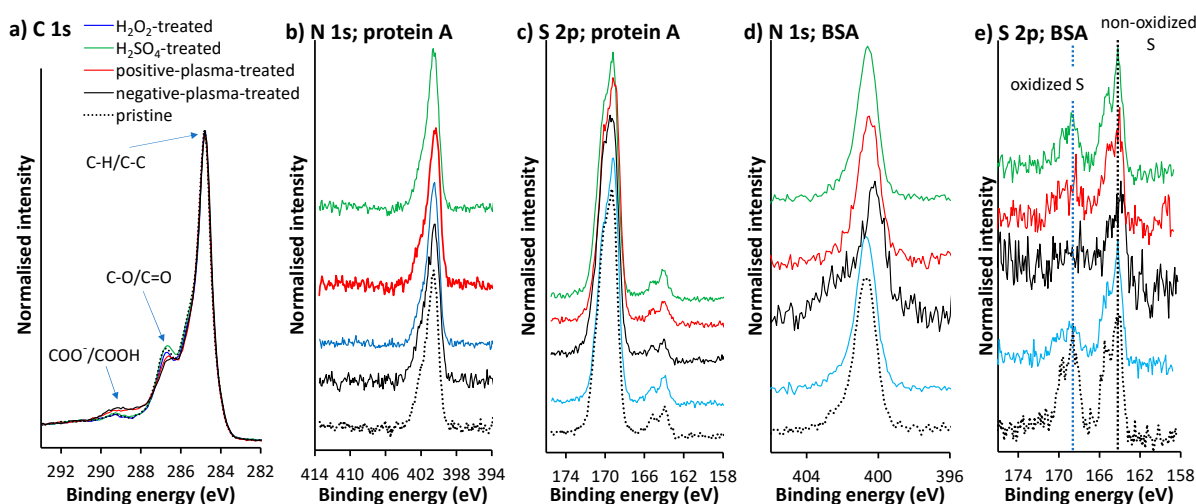 a) C 1s
H₂O₂-treated
H₂SO₄-treated
positive-plasma-treated
negative-plasma-treated
pristine
C-H/C-C
C-O/C=O
COO⁻/COOH
Normalised intensity
292 290 288 286 284 282
Binding energy (eV)
b) N 1s; protein A
Normalised intensity
414 410 406 402 398 394
Binding energy (eV)
c) S 2p; protein A
Normalised intensity
174 170 166 162 158
Binding energy (eV)
d) N 1s; BSA
Normalised intensity
404 400 396
Binding energy (eV)
e) S 2p; BSA
non-oxidized
S
oxidized S
Normalised intensity
174 170 166 162 158
Binding energy (eV)